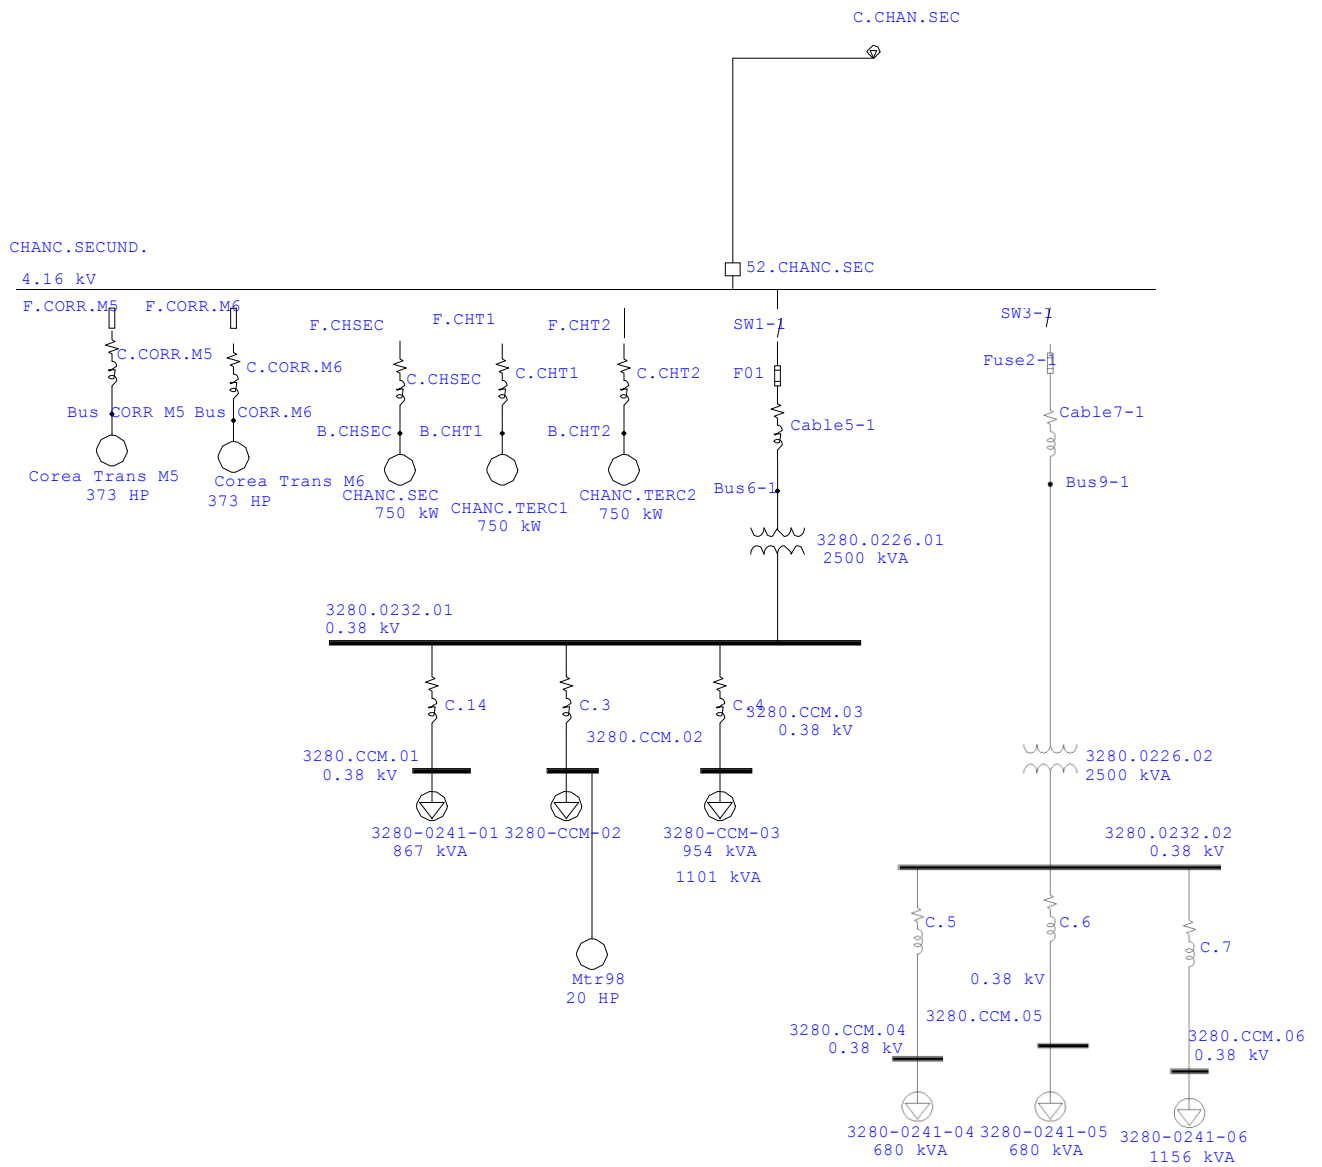 C.CHAN.SEC
CHANC.SECUND.
52.CHANC.SEC
4.16 kV
F.CORR.M5
F.CORR.M6
F.CHSEC
F.CHT1
F.CHT2
SW1-1
SW3-1
C.CORR.M5
C.CORR.M6
C.CHSEC
C.CHT1
C.CHT2
F01
Fuse2-1
Bus CORR M5
Bus CORR.M6
B.CHSEC
B.CHT1
B.CHT2
Cable5-1
Cable7-1
Corea Trans M5
373 HP
Corea Trans M6
373 HP
CHANC.SEC
750 kW
CHANC.TERC1
750 kW
CHANC.TERC2
750 kW
Bus6-1
Bus9-1
3280.0226.01
2500 kVA
3280.0232.01
0.38 kV
C.14
C.3
C.4
3280.CCM.03
0.38 kV
3280.CCM.02
3280.CCM.01
0.38 kV
3280.0226.02
2500 kVA
3280-0241-01
867 kVA
3280-CCM-02
3280-CCM-03
954 kVA
1101 kVA
3280.0232.02
0.38 kV
C.5
C.6
C.7
Mtr98
20 HP
0.38 kV
3280.CCM.05
3280.CCM.04
0.38 kV
3280.CCM.06
0.38 kV
3280-0241-04
680 kVA
3280-0241-05
680 kVA
3280-0241-06
1156 kVA